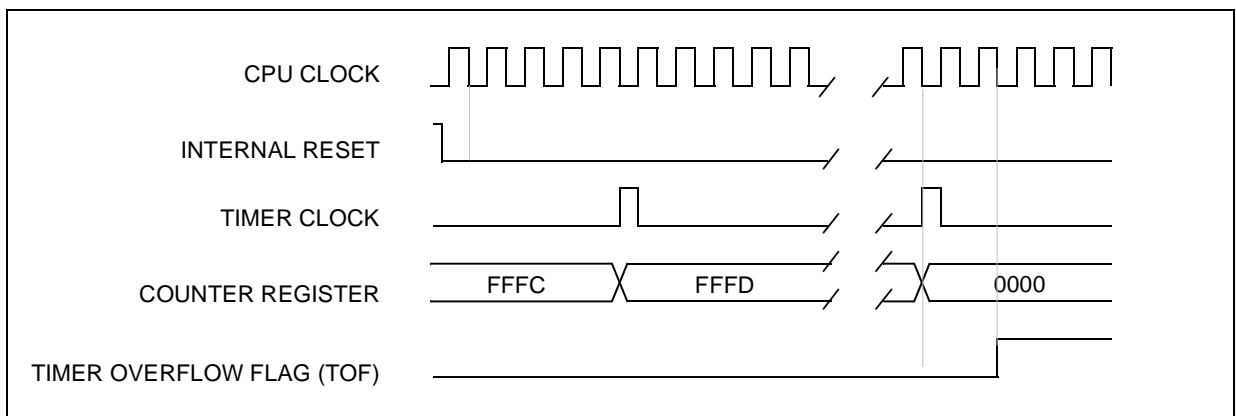 CPU CLOCK
INTERNAL RESET
TIMER CLOCK
COUNTER REGISTER FFFC FFFD 0000
TIMER OVERFLOW FLAG (TOF)